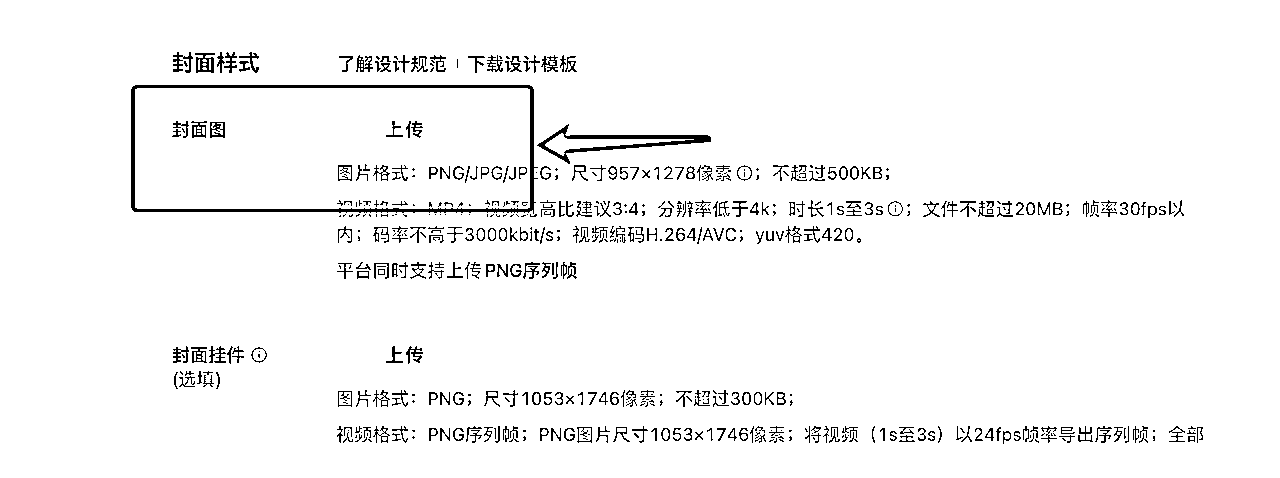 封面样式 了解设计规范 | 下载设计模板
封面图 上传
图片格式：PNG/JPG/JPEG；尺寸957×1278像素ⓘ；不超过500KB；
视频格式：MP4；视频宽高比建议3:4；分辨率低于4k；时长1s至3sⓘ；文件不超过20MB；帧率30fps以
内；码率不高于3000kbit/s；视频编码H.264/AVC；yuv格式420。
平台同时支持上传PNG序列帧
封面挂件 ⓘ 上传
(选填)
图片格式：PNG；尺寸1053×1746像素；不超过300KB；
视频格式：PNG序列帧；PNG图片尺寸1053×1746像素；将视频（1s至3s）以24fps帧率导出序列帧；全部